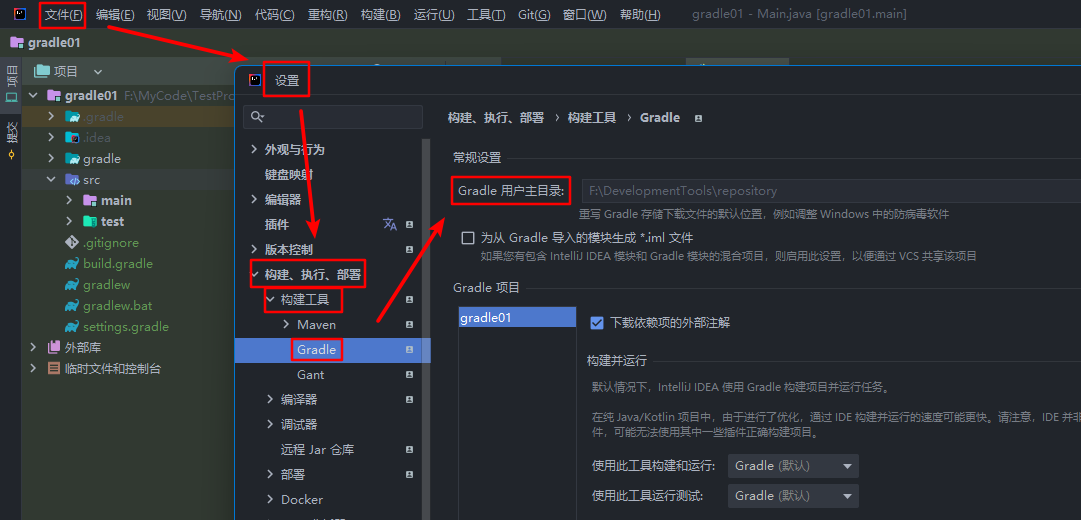 文件(F) 编辑(E) 视图(V) 导航(N) 代码(C) 重构(R) 构建(B) 运行(U) 工具(T) Git(G) 窗口(W) 帮助(H) gradle01 - Main.java [gradle01.main]
gradle01
项目
提交
项目
gradle01 F:\MyCode\TestPro
.gradle
.idea
gradle
src
main
test
.gitignore
build.gradle
gradlew
gradlew.bat
settings.gradle
外部库
临时文件和控制台
设置
外观与行为
键盘映射
编辑器
插件
版本控制
构建、执行、部署
构建工具
Maven
Gradle
Gant
编译器
调试器
远程 Jar 仓库
部署
Docker
构建、执行、部署 › 构建工具 › Gradle
常规设置
Gradle 用户主目录: F:\DevelopmentTools\repository
重写 Gradle 存储下载文件的默认位置，例如调整 Windows 中的防病毒软件
为从 Gradle 导入的模块生成 *.iml 文件
如果您有包含 IntelliJ IDEA 模块和 Gradle 模块的混合项目，则启用此设置，以便通过 VCS 共享该项目
Gradle 项目
gradle01
下载依赖项的外部注解
构建并运行
默认情况下，IntelliJ IDEA 使用 Gradle 构建项目并运行任务。
在纯 Java/Kotlin 项目中，由于进行了优化，通过 IDE 构建并运行的速度可能更快。请注意，IDE 并非
件，可能无法使用其中一些插件正确构建项目。
使用此工具构建和运行: Gradle (默认)
使用此工具运行测试: Gradle (默认)